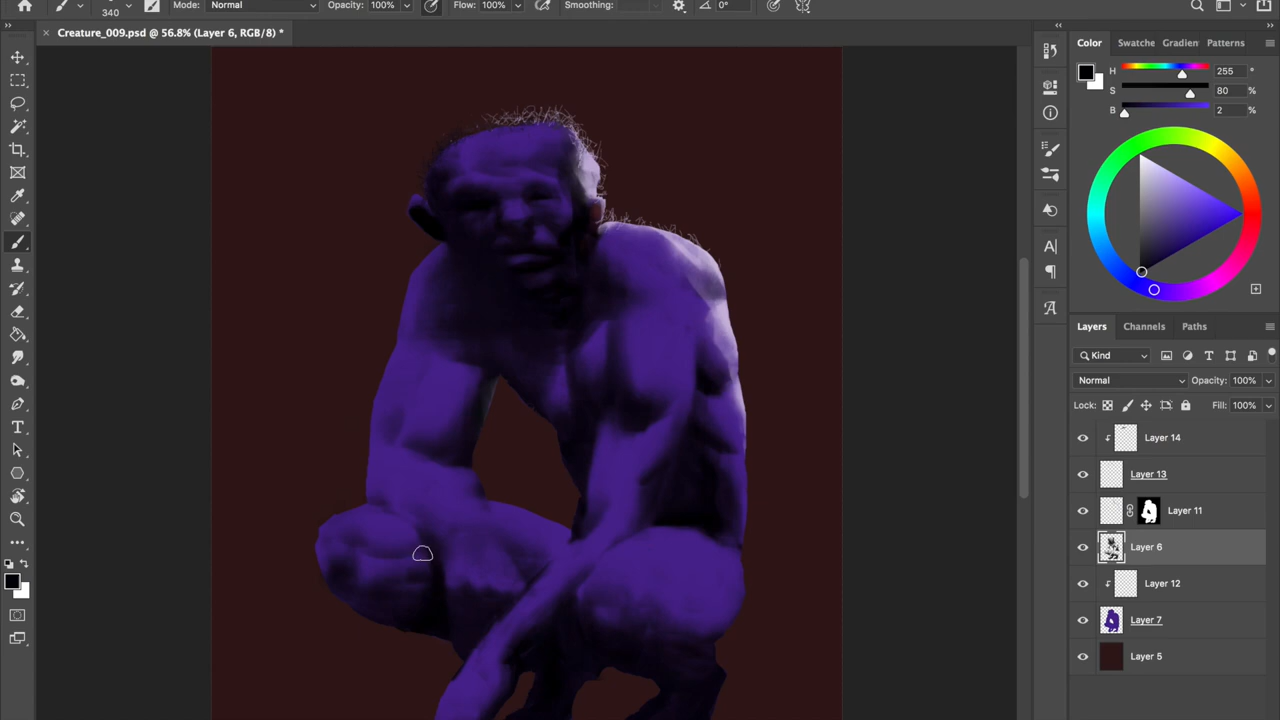 340
Mode: Normal Opacity: 100% Flow: 100% Smoothing: 0°
× Creature_009.psd @ 56.8% (Layer 6, RGB/8) *
Color Swatche Gradien Patterns
H 255 °
S 80 %
B 2 %
Layers Channels Paths
Kind
Normal Opacity: 100%
Lock: Fill: 100%
Layer 14
Layer 13
Layer 11
Layer 6
Layer 12
Layer 7
Layer 5